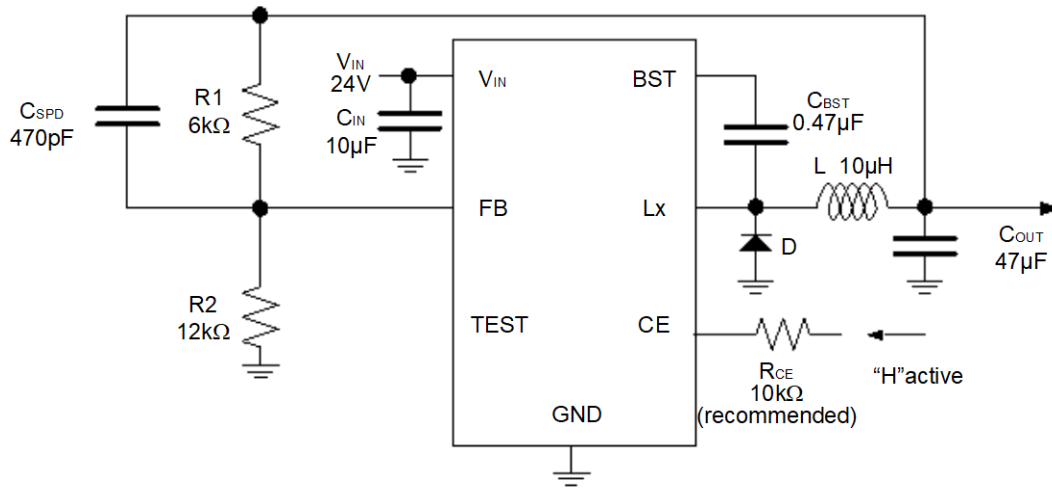 CSPD
470pF
R1
6kΩ
VIN
24V
CIN
10µF
VIN
BST
CBST
0.47µF
L 10µH
FB
Lx
D
COUT
47µF
R2
12kΩ
TEST
CE
RCE
10kΩ
(recommended)
“H”active
GND